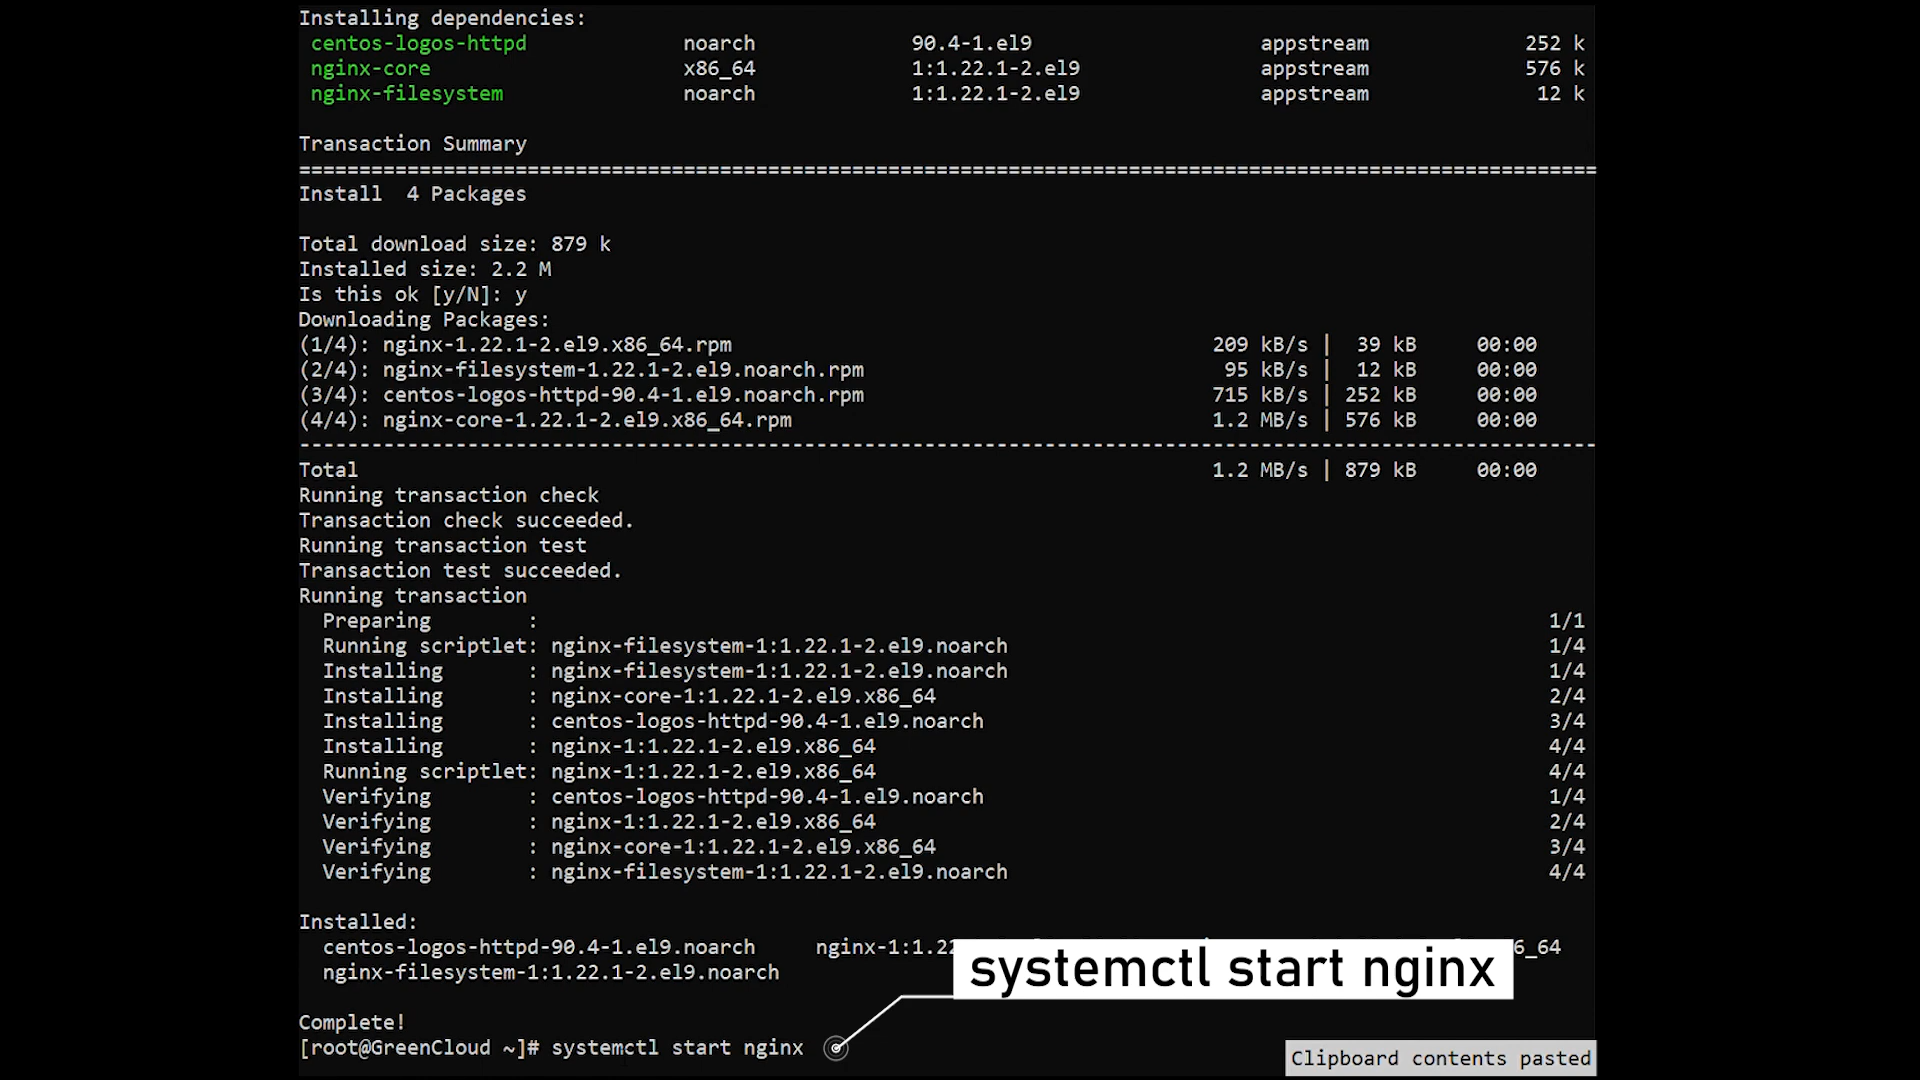 Installing dependencies:
centos-logos-httpd noarch 90.4-1.el9 appstream 252 k
nginx-core x86_64 1:1.22.1-2.el9 appstream 576 k
nginx-filesystem noarch 1:1.22.1-2.el9 appstream 12 k
Transaction Summary
================================================================================
Install 4 Packages
Total download size: 879 k
Installed size: 2.2 M
Is this ok [y/N]: y
Downloading Packages:
(1/4): nginx-1.22.1-2.el9.x86_64.rpm 209 kB/s | 39 kB 00:00
(2/4): nginx-filesystem-1.22.1-2.el9.noarch.rpm 95 kB/s | 12 kB 00:00
(3/4): centos-logos-httpd-90.4-1.el9.noarch.rpm 715 kB/s | 252 kB 00:00
(4/4): nginx-core-1.22.1-2.el9.x86_64.rpm 1.2 MB/s | 576 kB 00:00
--------------------------------------------------------------------------------
Total 1.2 MB/s | 879 kB 00:00
Running transaction check
Transaction check succeeded.
Running transaction test
Transaction test succeeded.
Running transaction
Preparing : 1/1
Running scriptlet: nginx-filesystem-1:1.22.1-2.el9.noarch 1/4
Installing : nginx-filesystem-1:1.22.1-2.el9.noarch 1/4
Installing : nginx-core-1:1.22.1-2.el9.x86_64 2/4
Installing : centos-logos-httpd-90.4-1.el9.noarch 3/4
Installing : nginx-1:1.22.1-2.el9.x86_64 4/4
Running scriptlet: nginx-1:1.22.1-2.el9.x86_64 4/4
Verifying : centos-logos-httpd-90.4-1.el9.noarch 1/4
Verifying : nginx-1:1.22.1-2.el9.x86_64 2/4
Verifying : nginx-core-1:1.22.1-2.el9.x86_64 3/4
Verifying : nginx-filesystem-1:1.22.1-2.el9.noarch 4/4
Installed:
centos-logos-httpd-90.4-1.el9.noarch nginx-1:1.22 6_64
nginx-filesystem-1:1.22.1-2.el9.noarch
systemctl start nginx
Complete!
[root@GreenCloud ~]# systemctl start nginx
Clipboard contents pasted